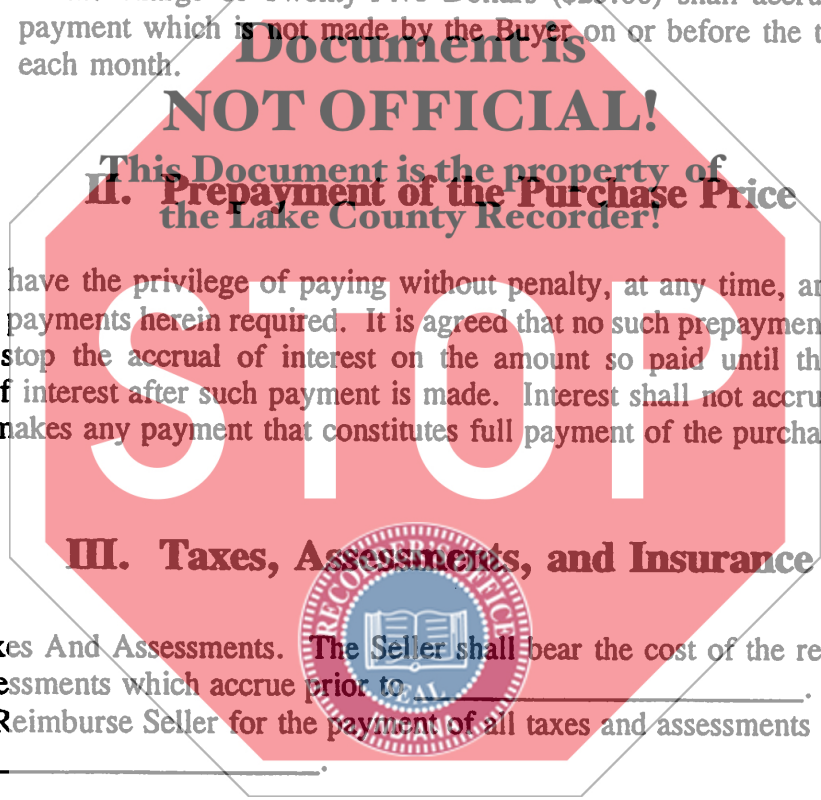 payment which is not made by the Buyer on or before the
each month.
Document is
NOT OFFICIAL!
This Document is the property of
the Lake County Recorder!
II. Prepayment of the Purchase Price
have the privilege of paying without penalty, at any time,
payments herein required. It is agreed that no such prepaymen
stop the accrual of interest on the amount so paid until th
f interest after such payment is made. Interest shall not accru
makes any payment that constitutes full payment of the purcha
STOP
III. Taxes, Assessments, and Insurance
RECORDER'S OFFICE
SEAL
INDIANA
xes And Assessments. The Seller shall bear the cost of the re
essments which accrue prior to ____________.
Reimburse Seller for the payment of all taxes and assessments
____________.